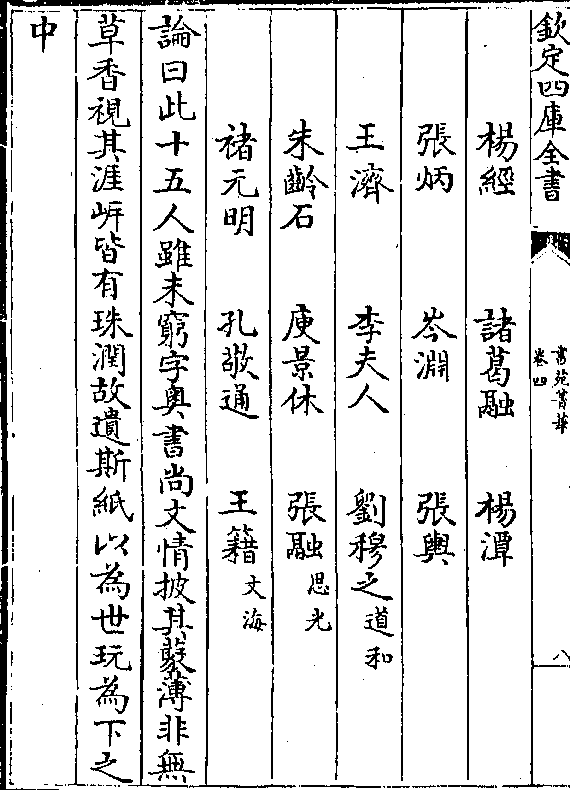 欽定四庫全書
書苑菁華
卷四
八
楊經　諸葛融　楊潭
張炳　岑淵　張輿
王濟　李夫人　劉穆之道和
朱齡石　庾景休　張融思光
褚元明　孔敬通　王籍文海
論曰此十五人雖未窮字奧書尚文情披其叢薄非無
草香視其涯岸皆有珠潤故遺斯紙以為世玩為下之
中